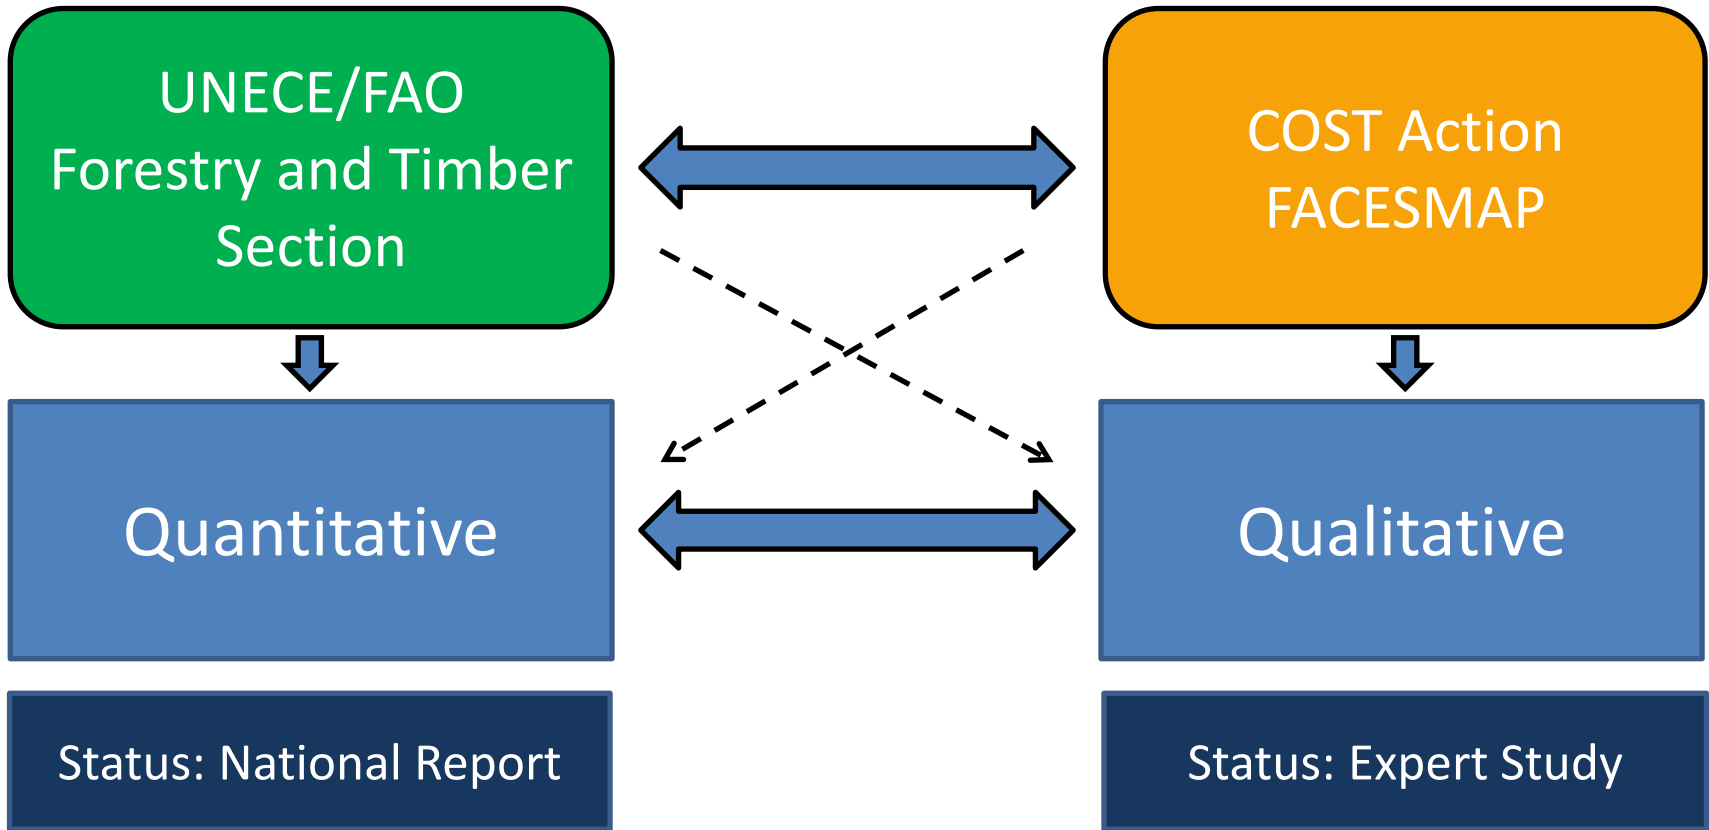 UNECE/FAO
Forestry and Timber
Section
COST Action
FACESMAP
Quantitative
Qualitative
Status: National Report
Status: Expert Study